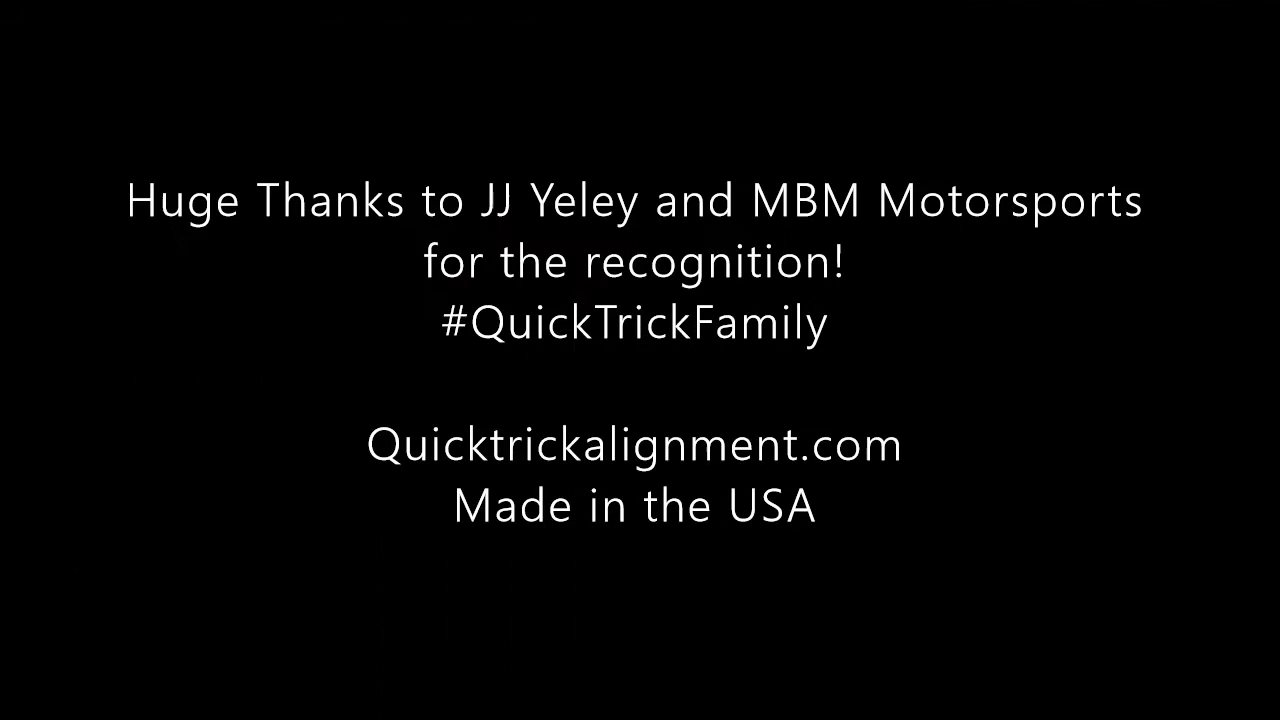 Huge Thanks to JJ Yeley and MBM Motorsports
for the recognition!
#QuickTrickFamily
Quicktrickalignment.com
Made in the USA